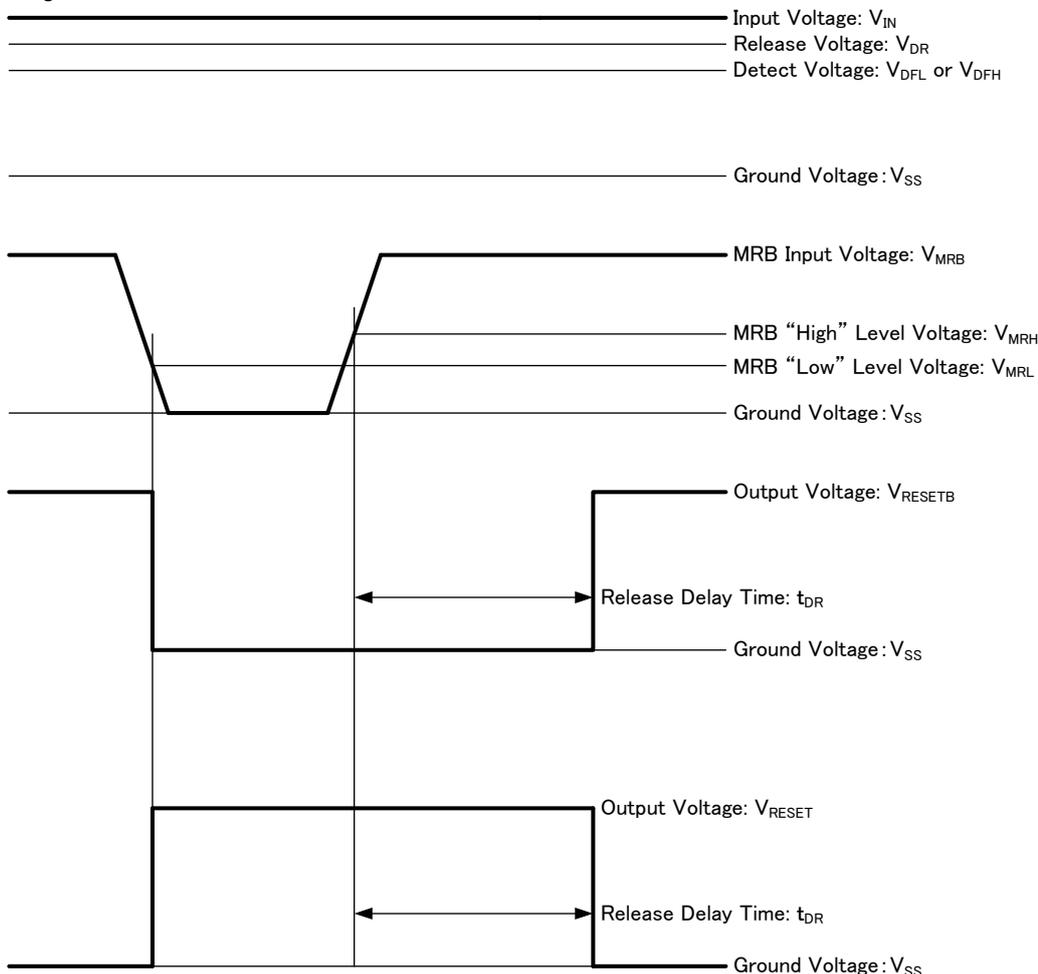 Input Voltage: VIN
Release Voltage: VDR
Detect Voltage: VDFL or VDFH
Ground Voltage: VSS
MRB Input Voltage: VMRB
MRB “High” Level Voltage: VMRH
MRB “Low” Level Voltage: VMRL
Ground Voltage: VSS
Output Voltage: VRESETB
Release Delay Time: tDR
Ground Voltage: VSS
Output Voltage: VRESET
Release Delay Time: tDR
Ground Voltage: VSS